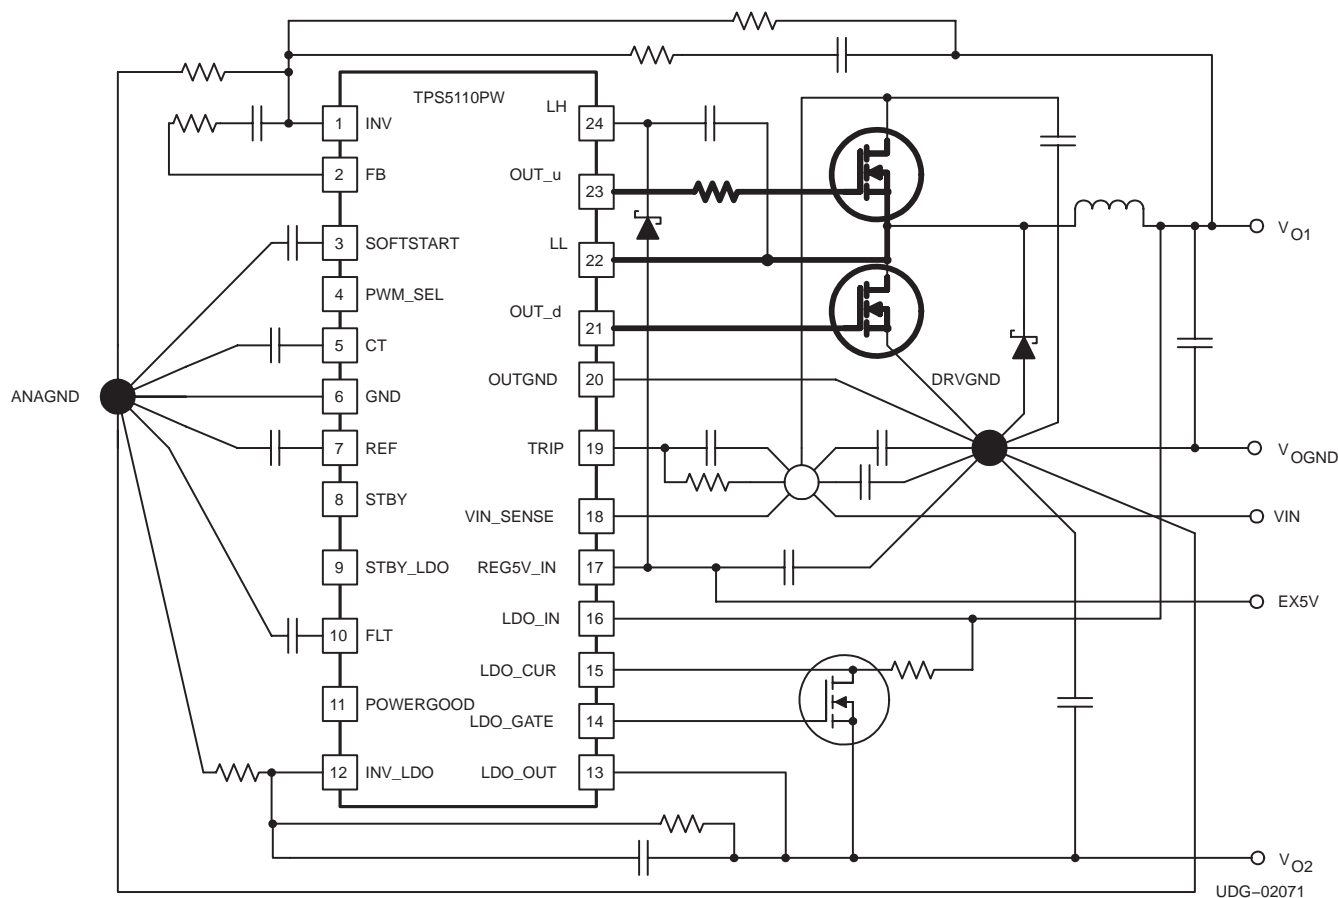 TPS5110PW
LH
1 INV
24
2 FB
OUT_u
23
3 SOFTSTART
LL
22
4 PWM_SEL
OUT_d
21
5 CT
OUTGND 20
DRVGND
ANAGND
6 GND
7 REF
TRIP 19
8 STBY
VIN_SENSE 18
9 STBY_LDO
REG5V_IN 17
LDO_IN 16
10 FLT
LDO_CUR 15
11 POWERGOOD
LDO_GATE 14
12 INV_LDO
LDO_OUT 13
VO1
VOGND
VIN
EX5V
VO2
UDG–02071